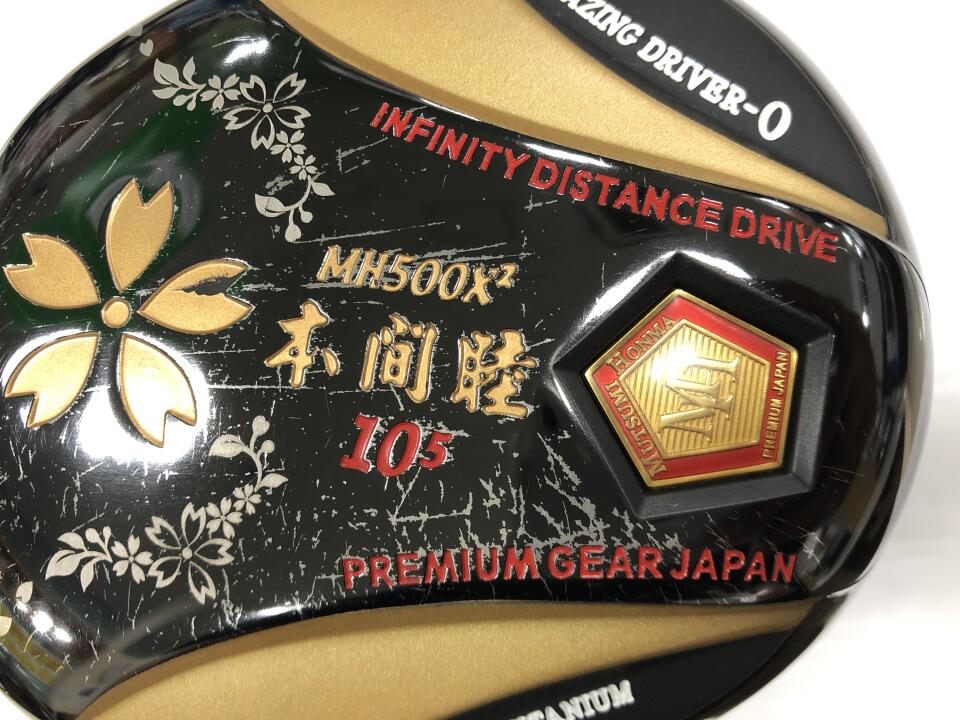 AZING DRIVER-0
INFINITY DISTANCE DRIVE
MH500X²
本間睦
10⁵
MUTSUMI HONMA
MH
PREMIUM JAPAN
PREMIUM GEAR JAPAN
TANIUM